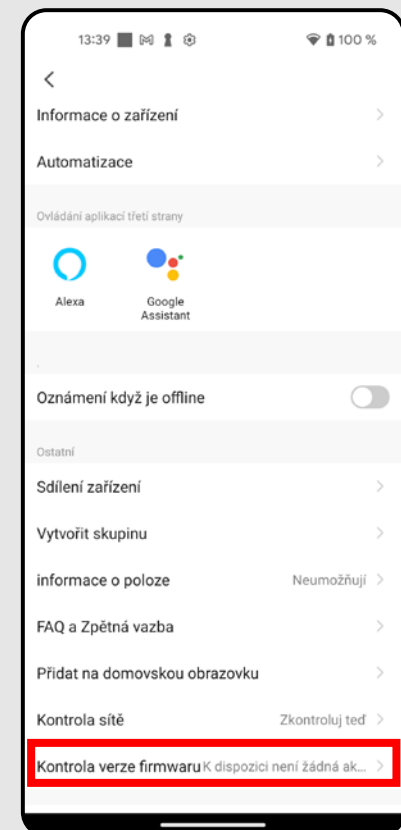 13:39 100 %
Informace o zařízení
Automatizace
Ovládání aplikací třetí strany
Alexa
Google
Assistant
Oznámení když je offline
Ostatní
Sdílení zařízení
Vytvořit skupinu
informace o poloze Neumožňují
FAQ a Zpětná vazba
Přidat na domovskou obrazovku
Kontrola sítě Zkontroluj teď
Kontrola verze firmwaru K dispozici není žádná ak...